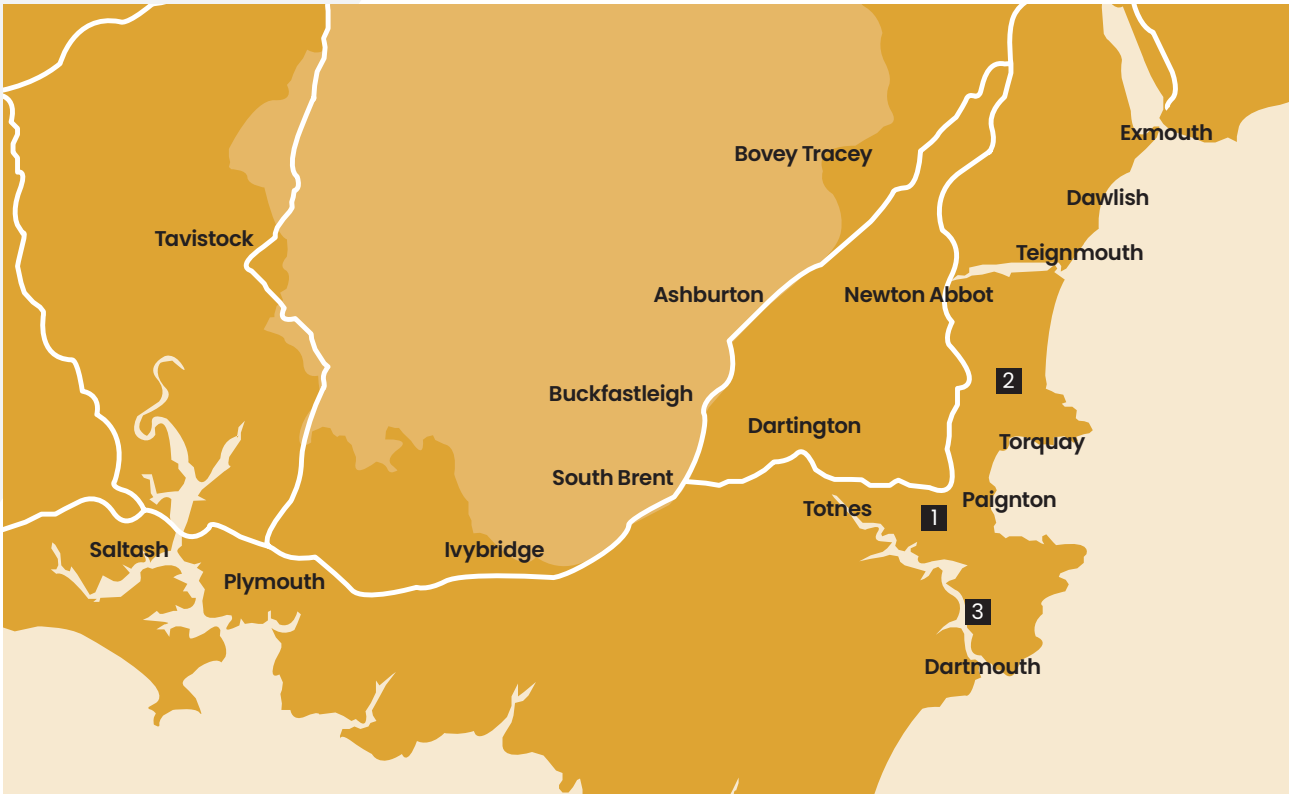 Exmouth
Bovey Tracey
Dawlish
Tavistock
Teignmouth
Ashburton
Newton Abbot
2
Buckfastleigh
Dartington
Torquay
South Brent
Paignton
Totnes
1
Saltash
Ivybridge
Plymouth
3
Dartmouth